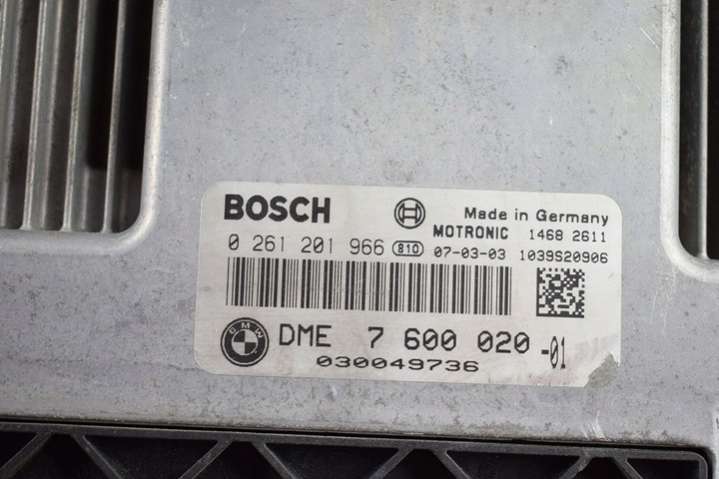 BOSCH Made in Germany
MOTRONIC 1468 2611
0 261 201 966 810 07-03-03 1039S20906
BMW DME 7 600 020 -01
030049736